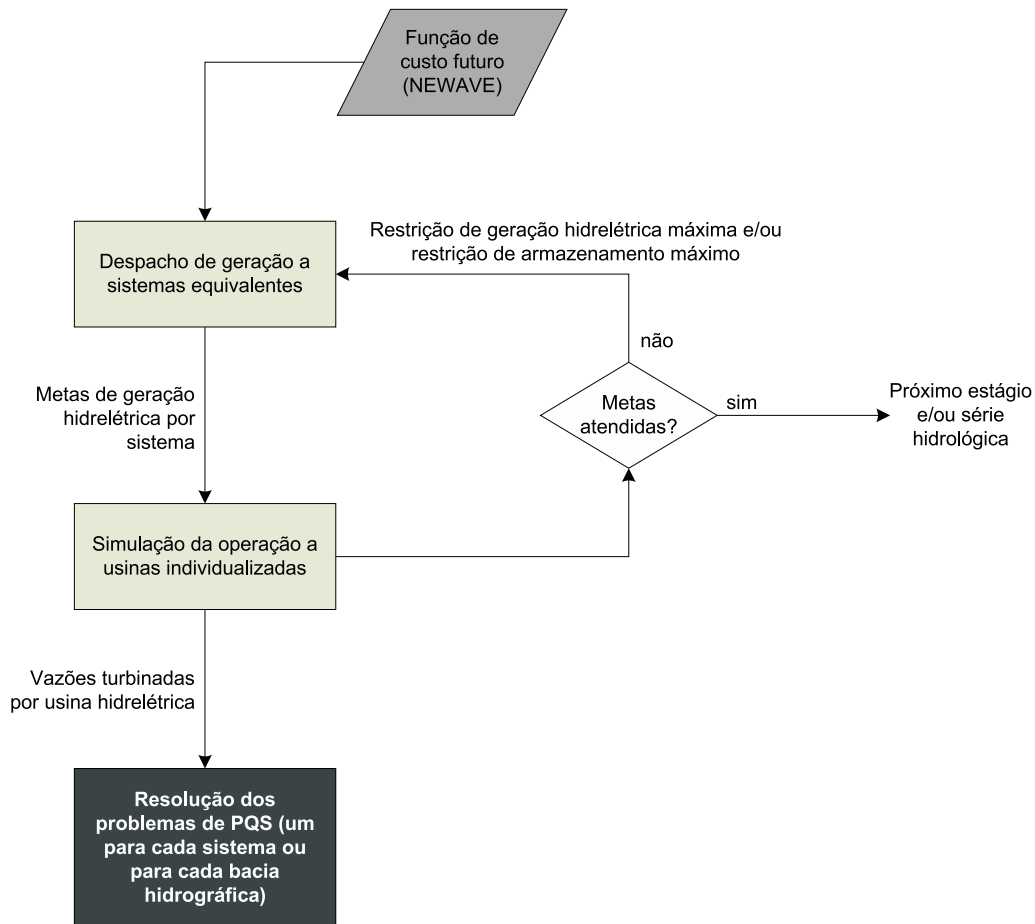 Função de
custo futuro
(NEWAVE)
Restrição de geração hidrelétrica máxima e/ou
restrição de armazenamento máximo
Despacho de geração a
sistemas equivalentes
não
Metas de geração
hidrelétrica por
sistema
Metas
atendidas?
sim
Próximo estágio
e/ou série
hidrológica
Simulação da operação a
usinas individualizadas
Vazões turbinadas
por usina hidrelétrica
Resolução dos
problemas de PQS (um
para cada sistema ou
para cada bacia
hidrográfica)